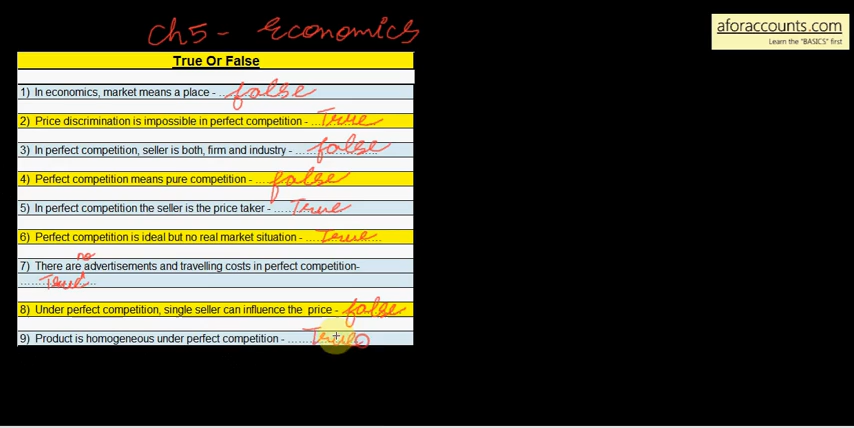 Ch 5 - Economics
aforaccounts.com
Learn the "BASICS" first
True Or False
1) In economics, market means a place - ... false
2) Price discrimination is impossible in perfect competition - ... True
3) In perfect competition, seller is both, firm and industry - ... false
4) Perfect competition means pure competition - ... false
5) In perfect competition the seller is the price taker - ... True
6) Perfect competition is ideal but no real market situation - ... True
no
7) There are advertisements and travelling costs in perfect competition-
... True ...
8) Under perfect competition, single seller can influence the price - false
9) Product is homogeneous under perfect competition - ... True